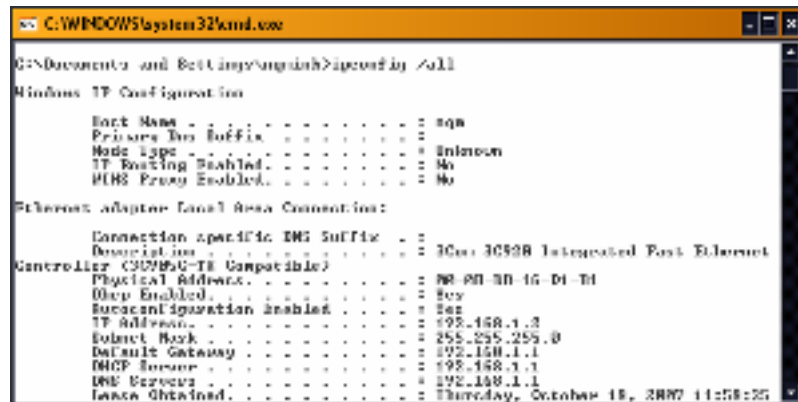 C:\WINDOWS\system32\cmd.exe
C:\Documents and Settings\>ipconfig /all
Windows IP Configuration
Host Name . . . . . . . . . . . . : nqm
Primary Dns Suffix . . . . . . . :
Node Type . . . . . . . . . . . . : Unknown
IP Routing Enabled. . . . . . . . : No
WINS Proxy Enabled. . . . . . . . : No
Ethernet adapter Local Area Connection:
Connection-specific DNS Suffix . :
Description . . . . . . . . . . . : 3Com 3C920 Integrated Fast Ethernet
Controller (3C905C-TX Compatible)
Physical Address. . . . . . . . . :
Dhcp Enabled. . . . . . . . . . . : Yes
Autoconfiguration Enabled . . . . : Yes
IP Address. . . . . . . . . . . . :
Subnet Mask . . . . . . . . . . . : 255.255.255.0
Default Gateway . . . . . . . . . : 192.168.1.1
DHCP Server . . . . . . . . . . . : 192.168.1.1
DNS Servers . . . . . . . . . . . : 192.168.1.1
Lease Obtained. . . . . . . . . . : Thursday, October 18, 2007